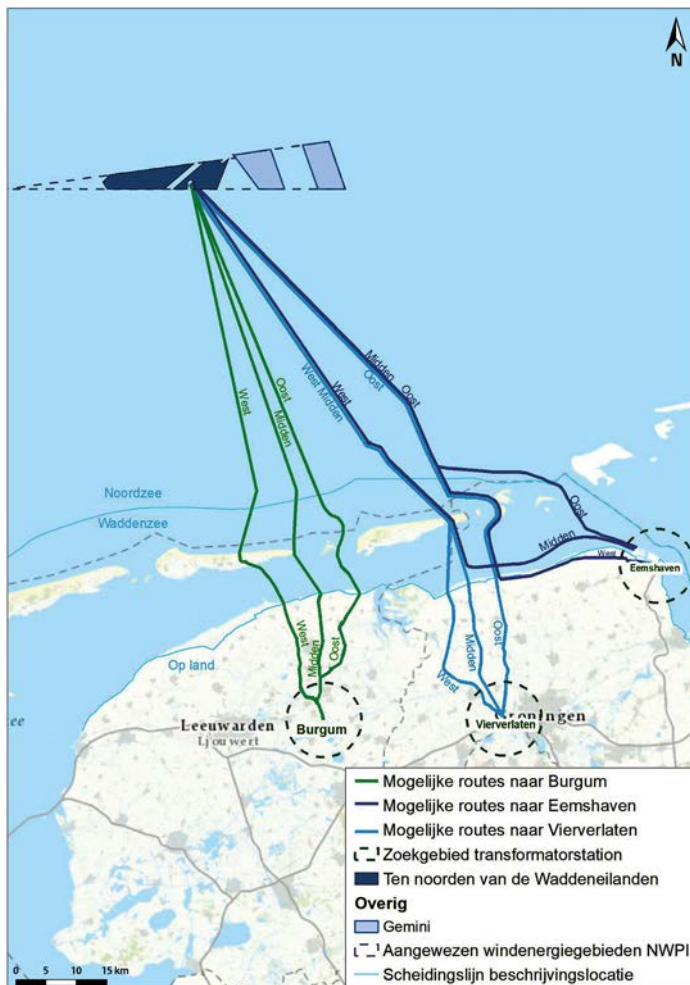 N
West
Midden
Oost
West Midden
West
Midden
Oost
Oost
Noordzee
Waddenzee
Oost
Midden
West
Eemshaven
West
Midden
Oost
West
Midden
Oost
Op land
Leeuwarden
Ljouwert
Burgum
Vierverlaten
Mogelijke routes naar Burgum
Mogelijke routes naar Eemshaven
Mogelijke routes naar Vierverlaten
Zoekgebied transformatorstation
Ten noorden van de Waddeneilanden
Overig
Gemini
Aangewezen windenergiegebieden NWPI
Scheidingslijn beschrijvingslocatie
0 5 10 15 km